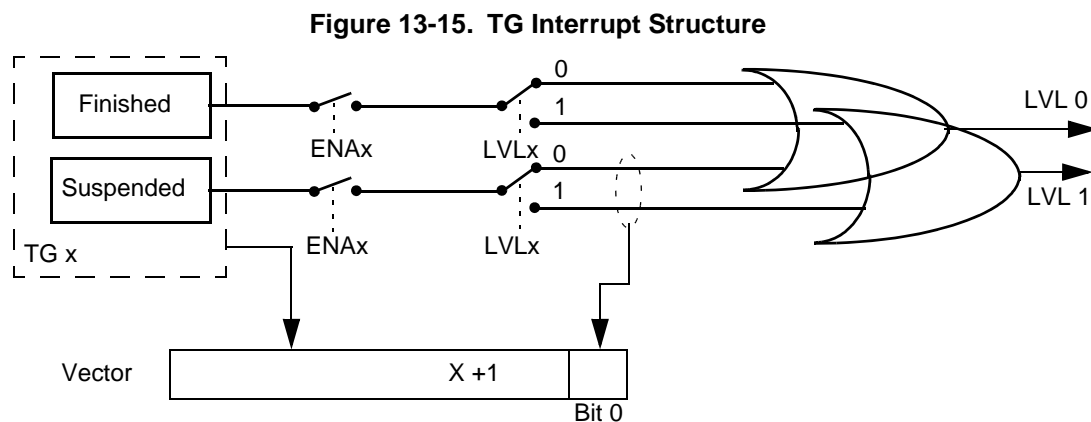 Figure 13-15. TG Interrupt Structure
Finished
ENAx
LVLx
0
1
LVL 0
Suspended
ENAx
LVLx
0
1
LVL 1
TG x
Vector
X +1
Bit 0